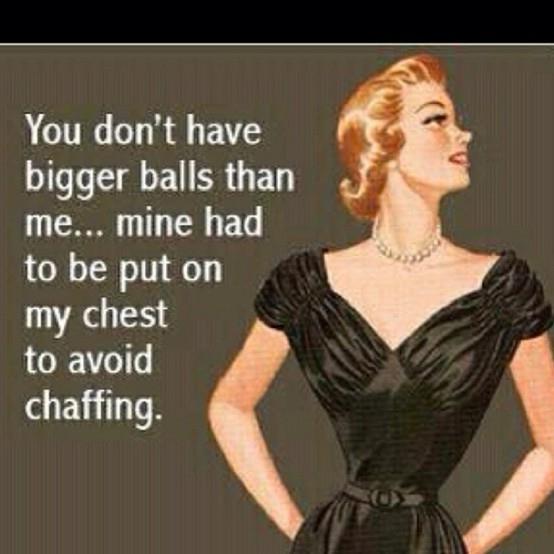 You don't have
bigger balls than
me... mine had
to be put on
my chest
to avoid
chaffing.